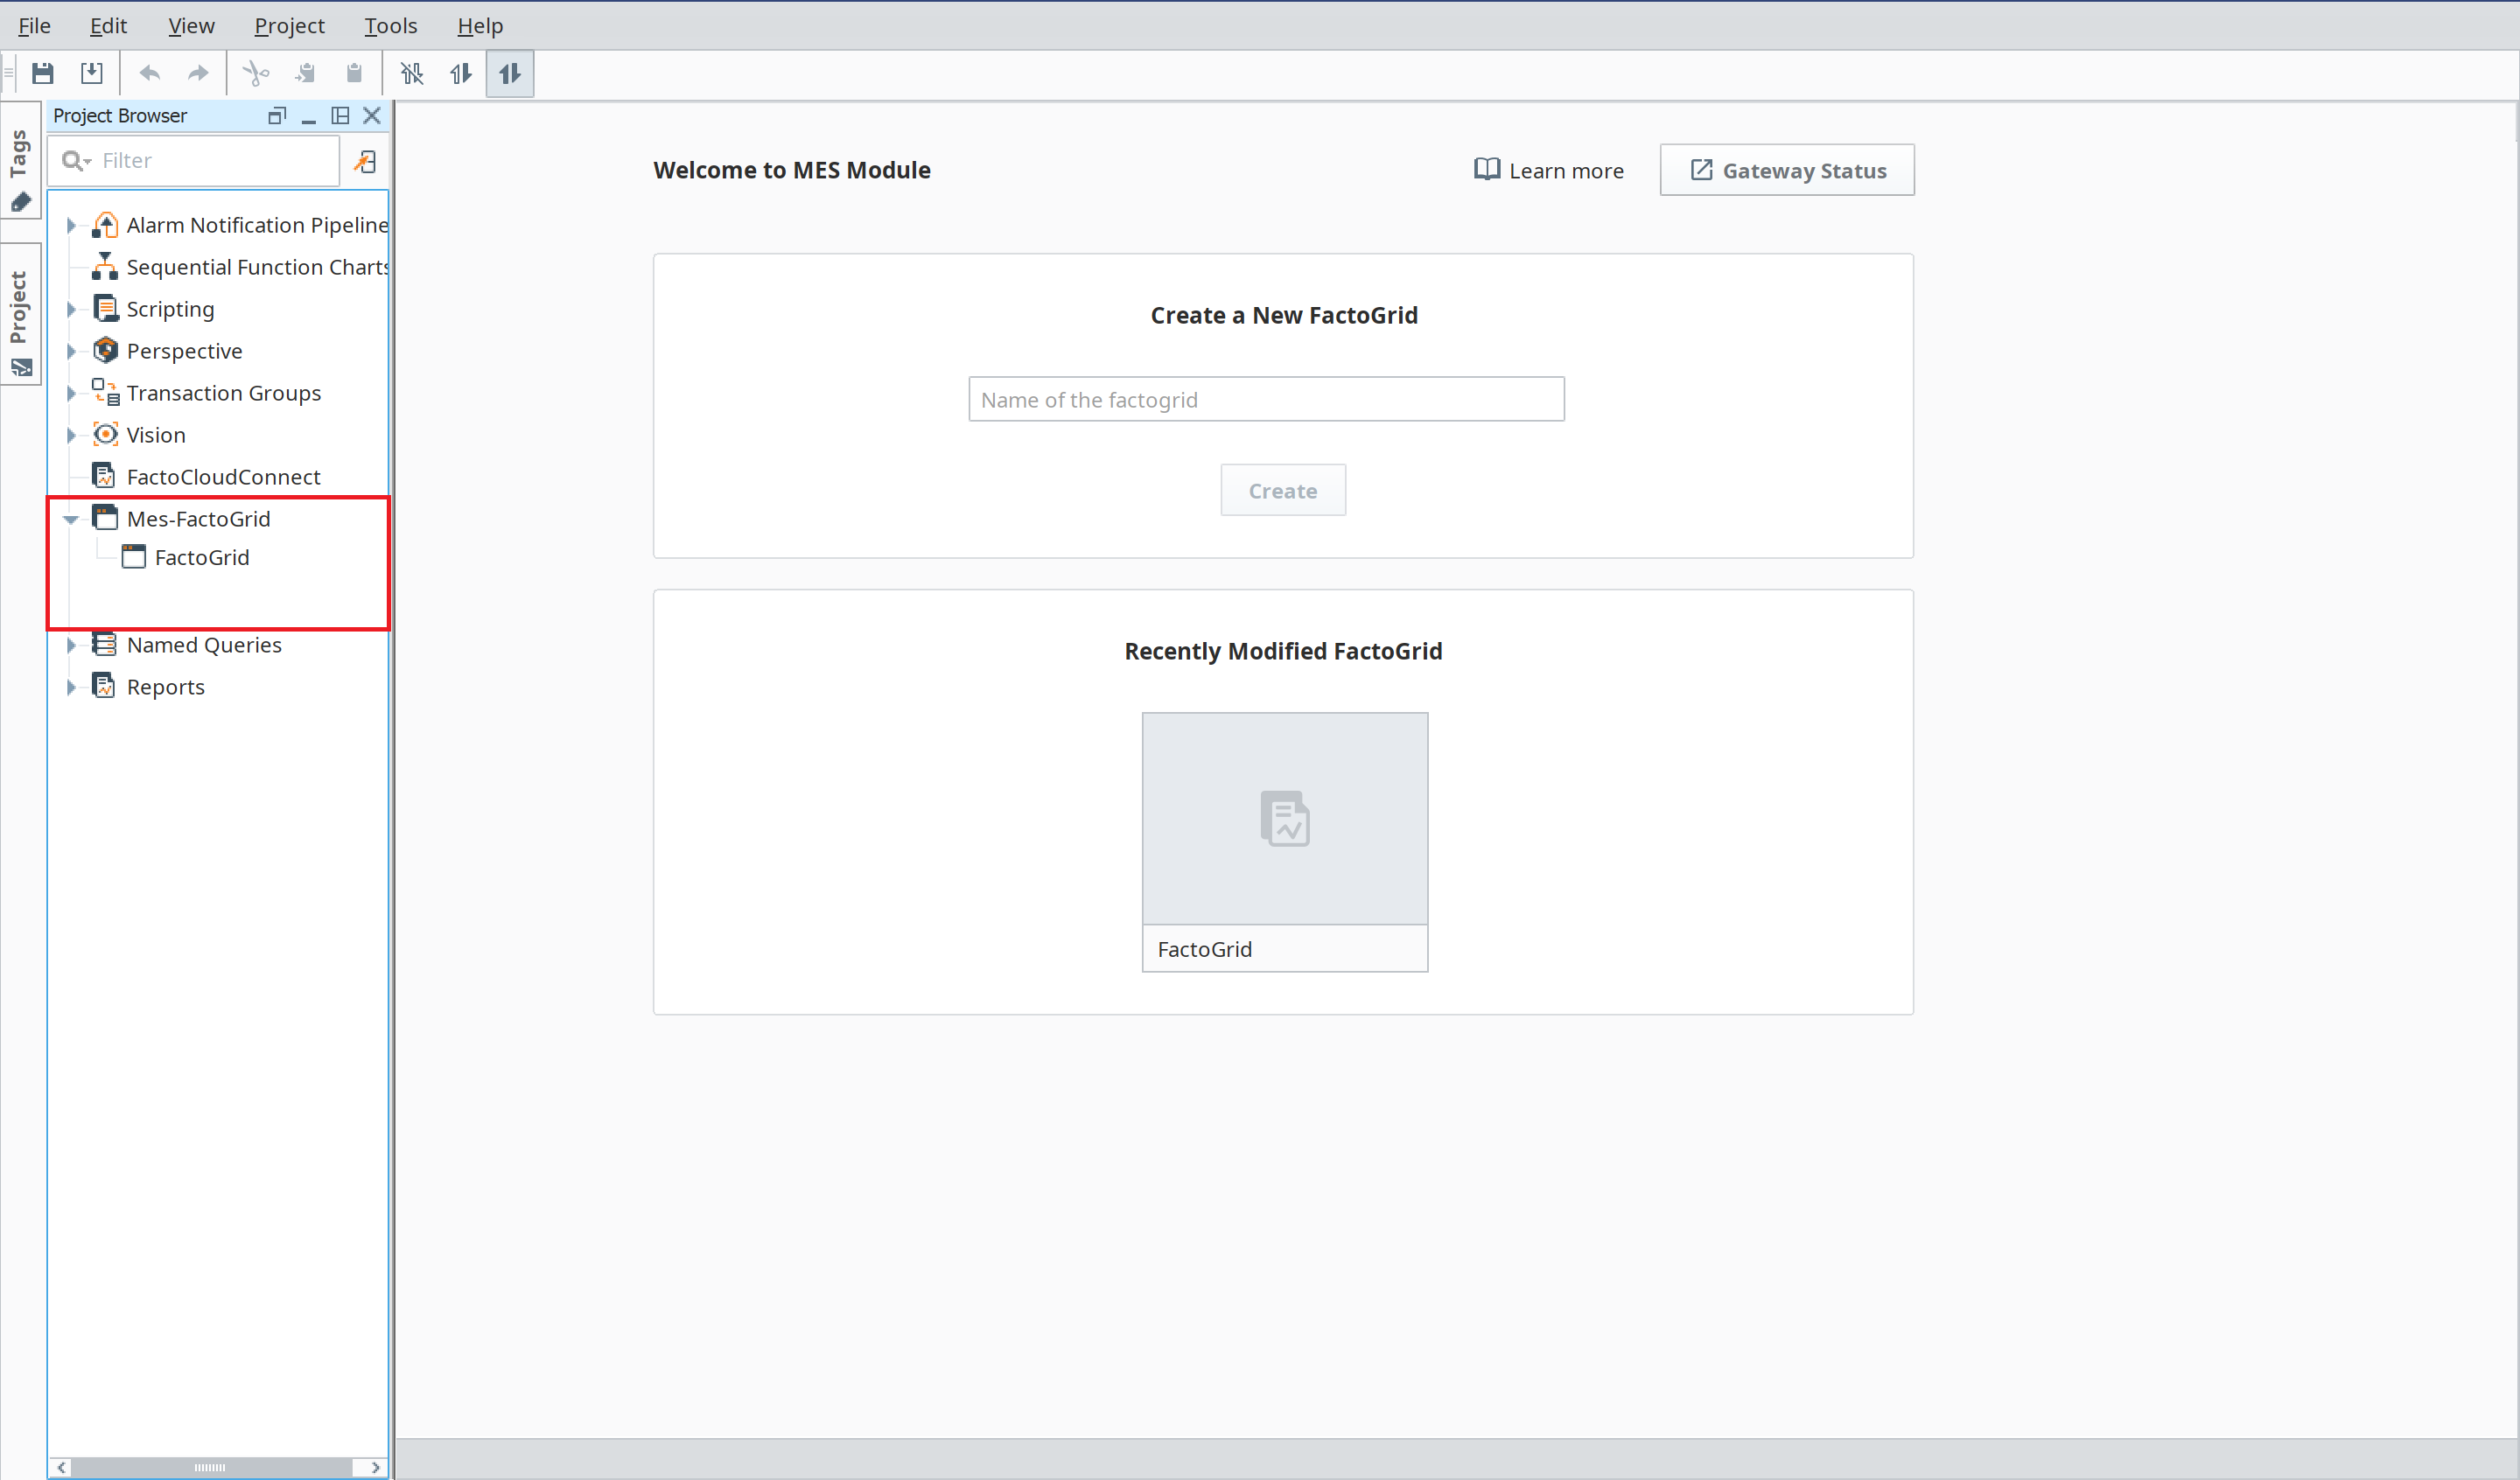 File Edit View Project Tools Help
Tags
Project
Project Browser
Filter
Alarm Notification Pipeline
Sequential Function Charts
Scripting
Perspective
Transaction Groups
Vision
FactoCloudConnect
Mes-FactoGrid
FactoGrid
Named Queries
Reports
Welcome to MES Module
Learn more
Gateway Status
Create a New FactoGrid
Name of the factogrid
Create
Recently Modified FactoGrid
FactoGrid